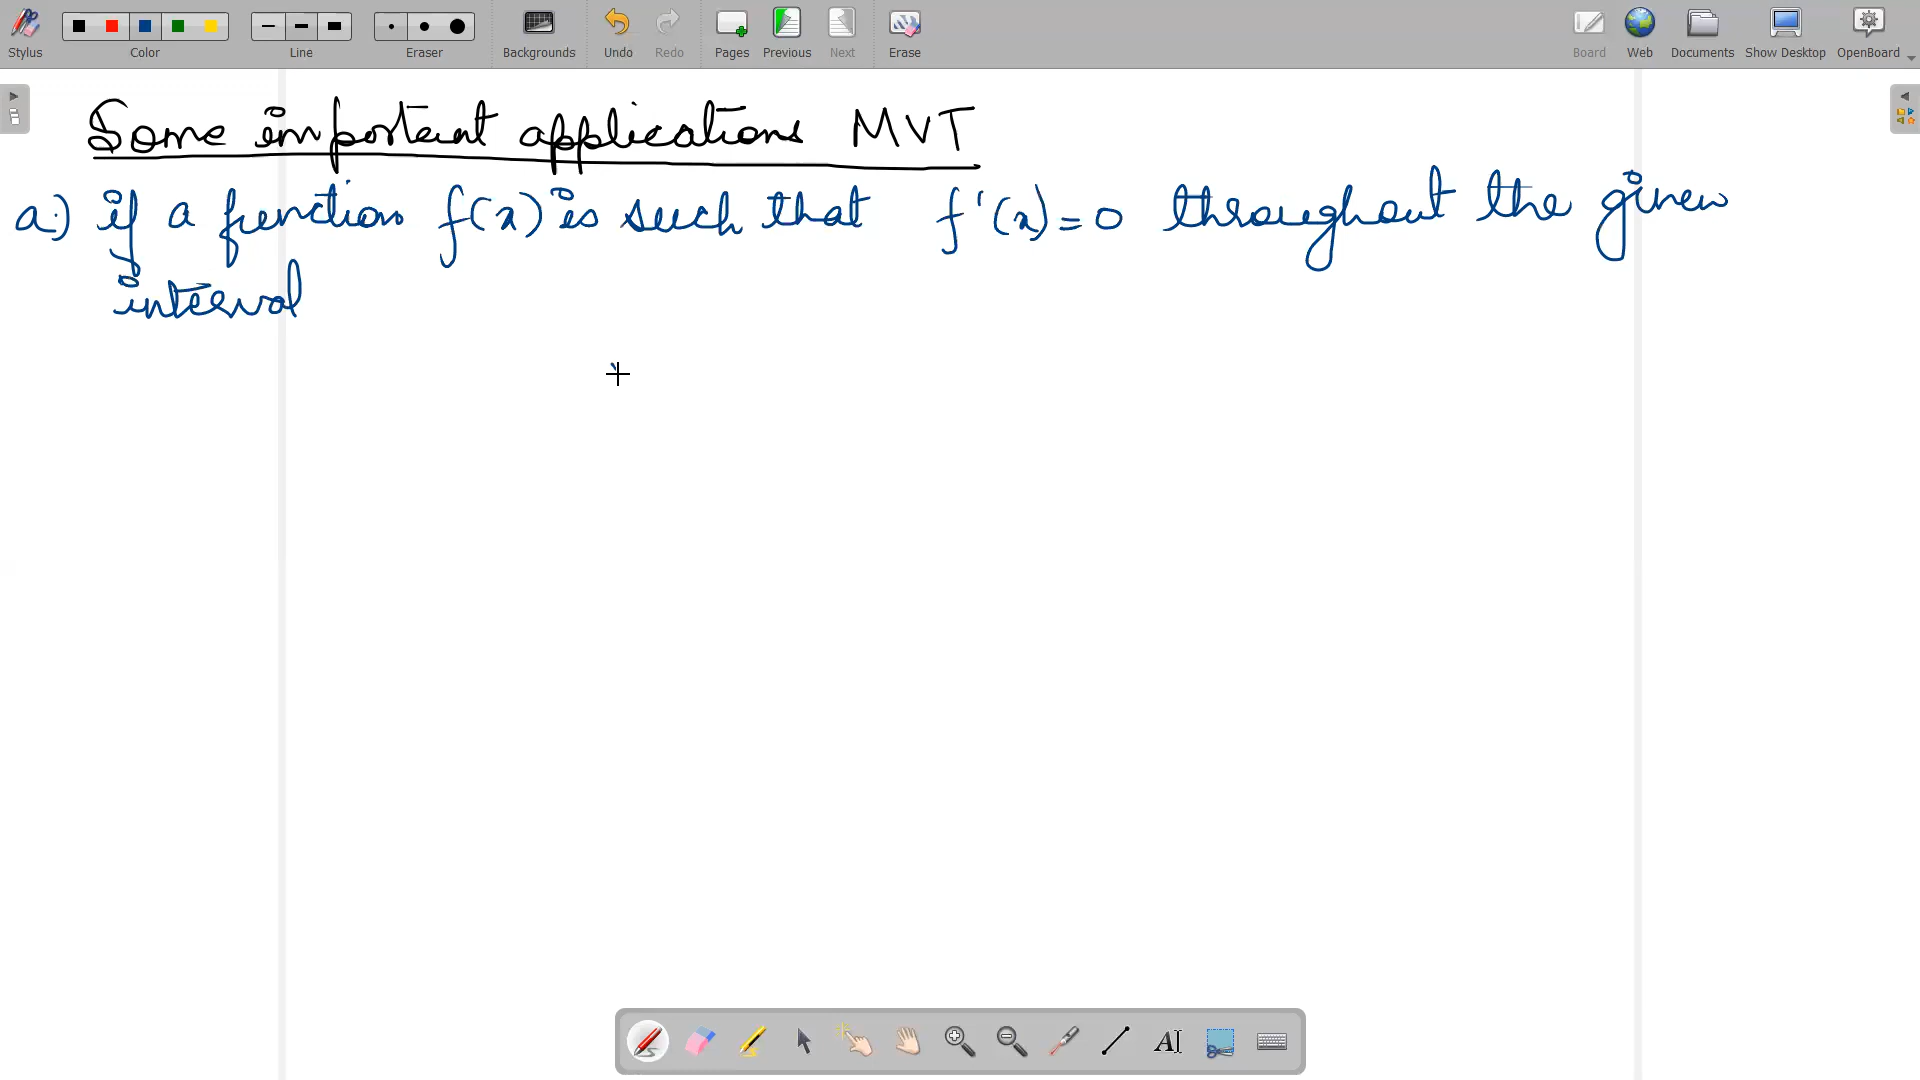 Stylus Color Line Eraser Backgrounds Undo Redo Pages Previous Next Erase Board Web Documents Show Desktop OpenBoard
Some important applications MVT
a.) if a function f(x) is such that f'(x) = 0 throughout the given
interval